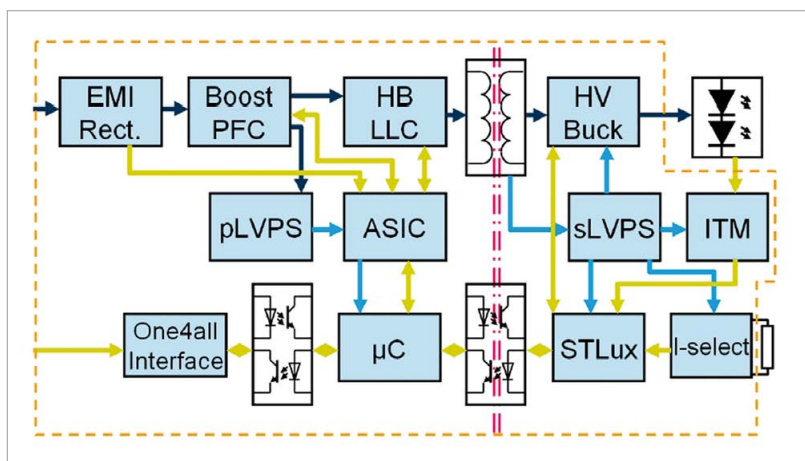 EMI
Rect.
Boost
PFC
HB
LLC
HV
Buck
pLVPS
ASIC
sLVPS
ITM
One4all
Interface
µC
STLux
I-select